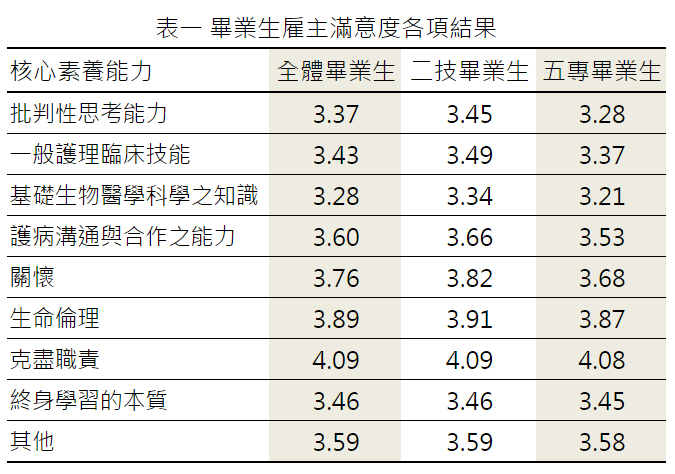 表一 畢業生雇主滿意度各項結果
核心素養能力 全體畢業生 二技畢業生 五專畢業生
批判性思考能力 3.37 3.45 3.28
一般護理臨床技能 3.43 3.49 3.37
基礎生物醫學科學之知識 3.28 3.34 3.21
護病溝通與合作之能力 3.60 3.66 3.53
關懷 3.76 3.82 3.68
生命倫理 3.89 3.91 3.87
克盡職責 4.09 4.09 4.08
終身學習的本質 3.46 3.46 3.45
其他 3.59 3.59 3.58